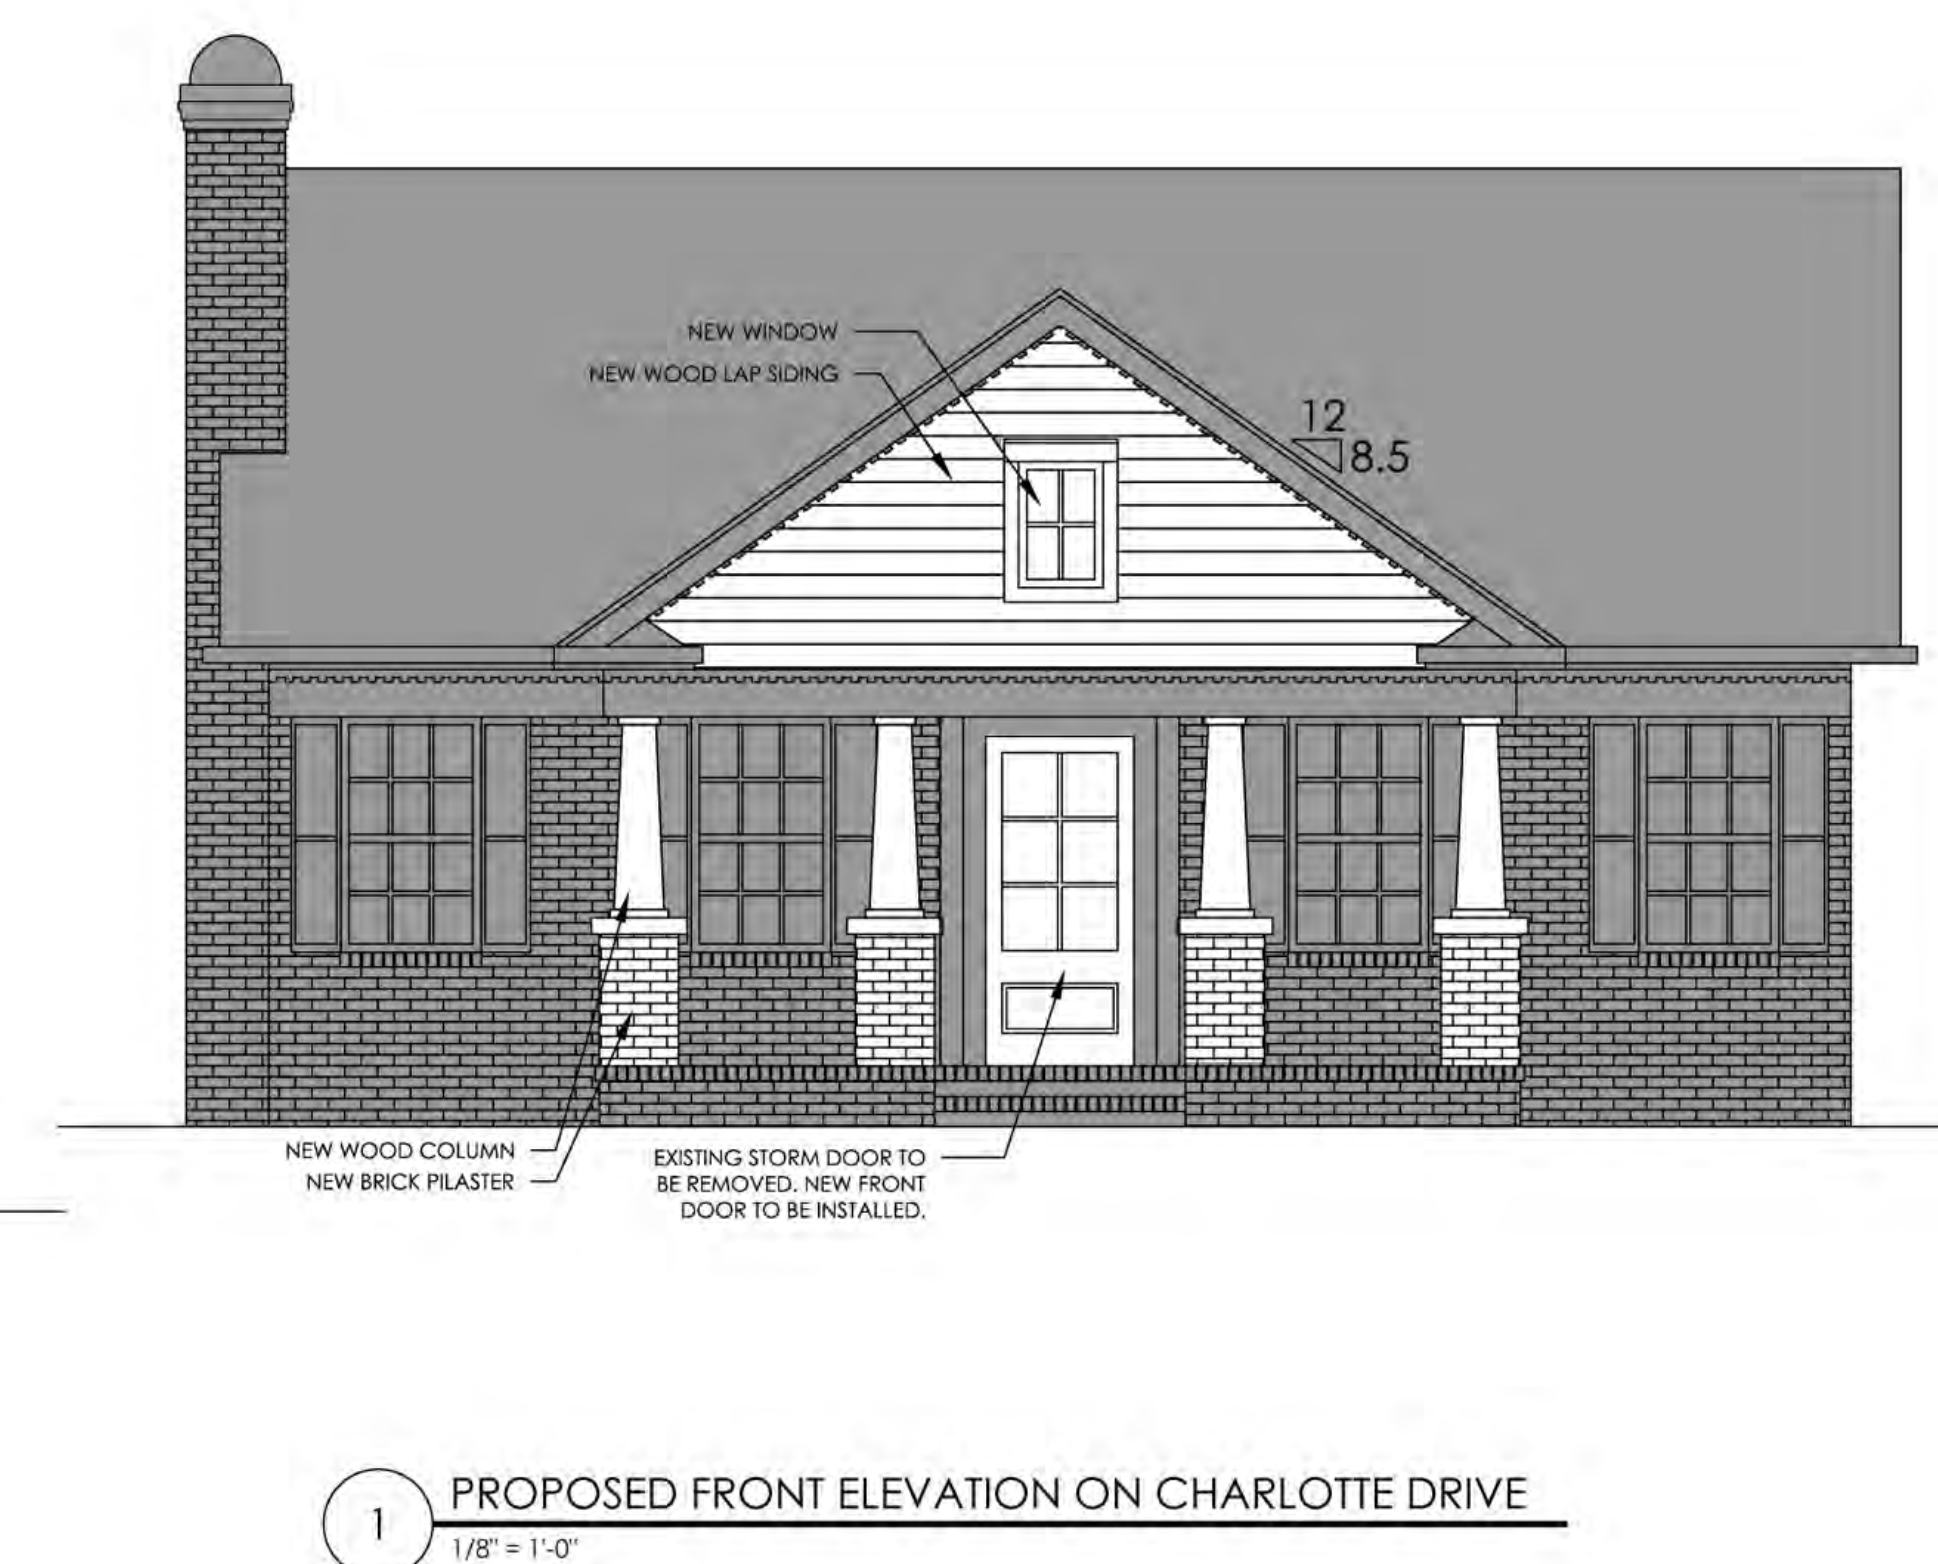 NEW WINDOW
NEW WOOD LAP SIDING
12
8.5
NEW WOOD COLUMN
NEW BRICK PILASTER
EXISTING STORM DOOR TO
BE REMOVED. NEW FRONT
DOOR TO BE INSTALLED.
1
PROPOSED FRONT ELEVATION ON CHARLOTTE DRIVE
1/8" = 1'-0"